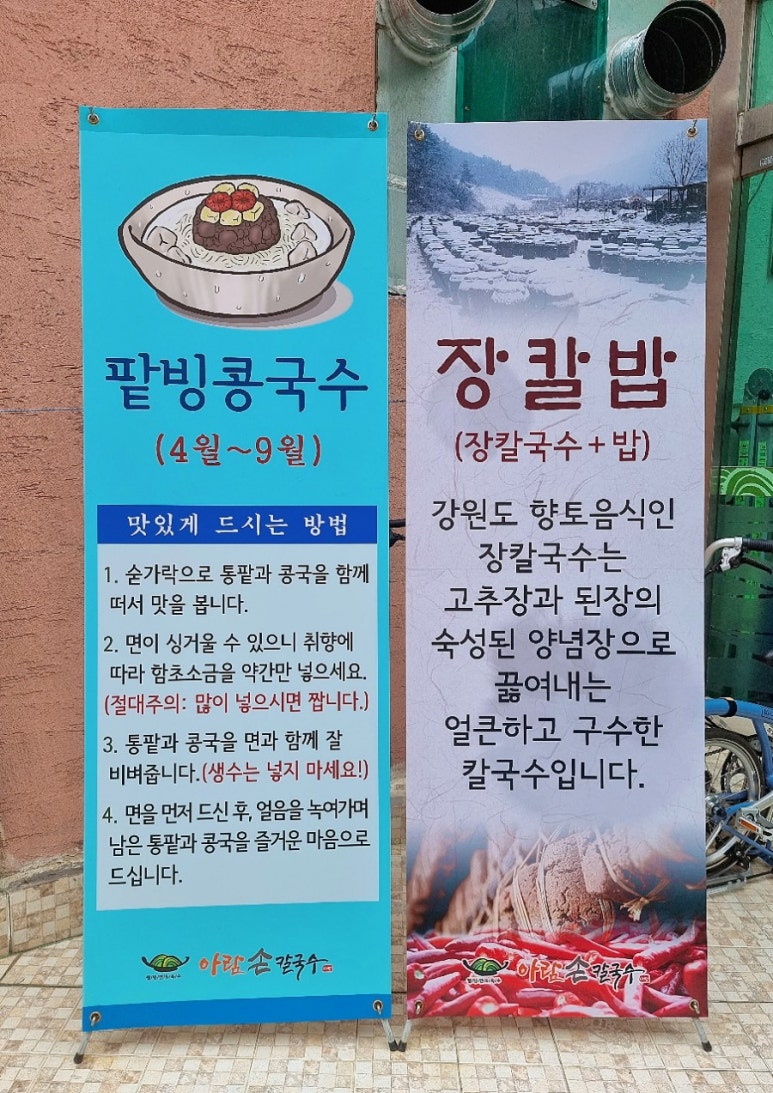 팥빙콩국수
(4월~9월)
맛있게 드시는 방법
1. 숟가락으로 통팥과 콩국을 함께
떠서 맛을 봅니다.
2. 면이 싱거울 수 있으니 취향에
따라 함초소금을 약간만 넣으세요.
(절대주의: 많이 넣으시면 짭니다.)
3. 통팥과 콩국을 면과 함께 잘
비벼줍니다.(생수는 넣지 마세요!)
4. 면을 먼저 드신 후, 얼음을 녹여가며
남은 통팥과 콩국을 즐거운 마음으로
드십니다.
아람 손칼국수
장칼밥
(장칼국수+밥)
강원도 향토음식인
장칼국수는
고추장과 된장의
숙성된 양념장으로
끓여내는
얼큰하고 구수한
칼국수입니다.
아람 손칼국수